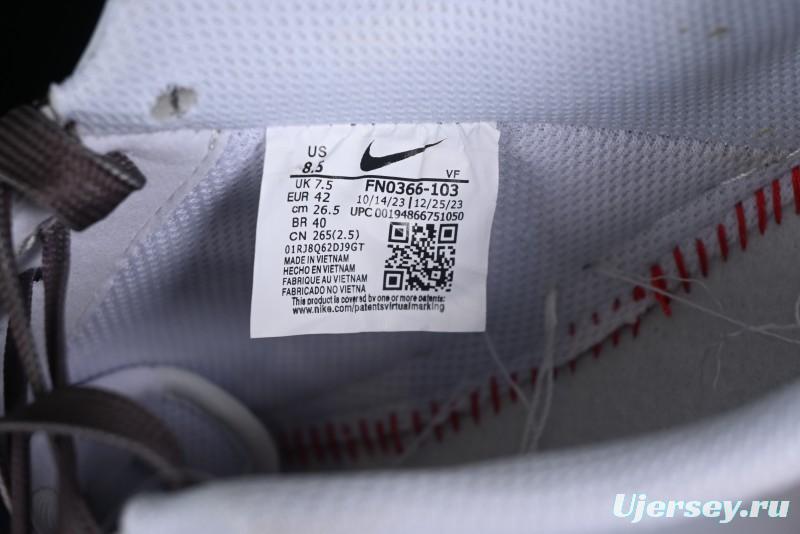 US
8.5
VF
UK 7.5
FN0366-103
EUR 42
10/14/23 | 12/25/23
cm 26.5
UPC 00194866751050
BR 40
CN 265(2.5)
01RJ8Q62DJ9GT
MADE IN VIETNAM
HECHO EN VIETNAM
FABRIQUE AU VIETNAM
FABRICADO NO VIETNA
This product is covered by one or more patents:
www.nike.com/patentsvirtualmarking
Ujersey.ru